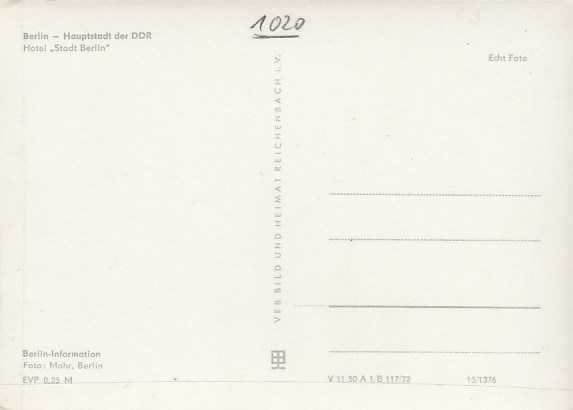 1020
Berlin – Hauptstadt der DDR
Hotel „Stadt Berlin"
Echt Foto
VEB BILD UND HEIMAT REICHENBACH I. V.
Berlin-Information
Foto: Mohr, Berlin
EVP 0,25 M
V 11 50 A 1/B 117/72
15/1376